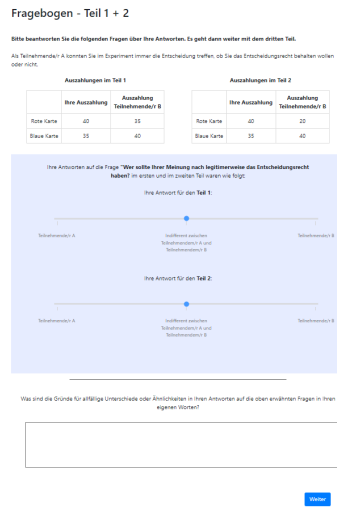 Fragebogen - Teil 1 + 2
Bitte beantworten Sie die folgenden Fragen über Ihre Antworten. Es geht dann weiter mit dem dritten Teil.
Als Teilnehmende/r A konnten Sie im Experiment immer die Entscheidung treffen, ob Sie das Entscheidungsrecht behalten wollen
oder nicht.
Auszahlungen im Teil 1
Ihre Auszahlung Auszahlung Teilnehmende/r B
Rote Karte 40 35
Blaue Karte 35 40
Auszahlungen im Teil 2
Ihre Auszahlung Auszahlung Teilnehmende/r B
Rote Karte 40 20
Blaue Karte 35 40
Ihre Antworten auf die Frage "Wer sollte Ihrer Meinung nach legitimerweise das Entscheidungsrecht
haben? im ersten und im zweiten Teil waren wie folgt:
Ihre Antwort für den Teil 1:
Teilnehmende/r A
Indifferent zwischen
Teilnehmendem/r A und
Teilnehmendem/r B
Teilnehmende/r B
Ihre Antwort für den Teil 2:
Teilnehmende/r A
Indifferent zwischen
Teilnehmendem/r A und
Teilnehmendem/r B
Teilnehmende/r B
Was sind die Gründe für allfällige Unterschiede oder Ähnlichkeiten in Ihren Antworten auf die oben erwähnten Fragen in Ihren
eigenen Worten?
Weiter